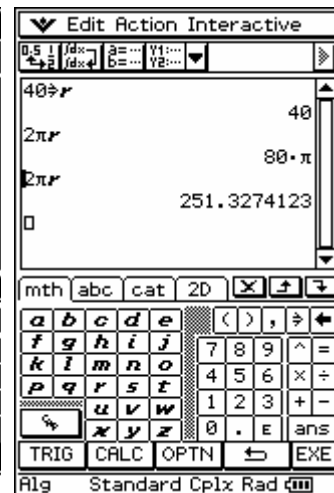 Edit Action Interactive
40⇒r
40
2πr
80·π
2πr
251.3274123
mth abc cat 2D
a b c d e ( ) , ⇒ ←
f g h i j 7 8 9 ^ =
k l m n o 4 5 6 × ÷
p q r s t 1 2 3 + -
u v w 0 . E ans
x y z
TRIG CALC OPTN EXE
Alg Standard Cplx Rad